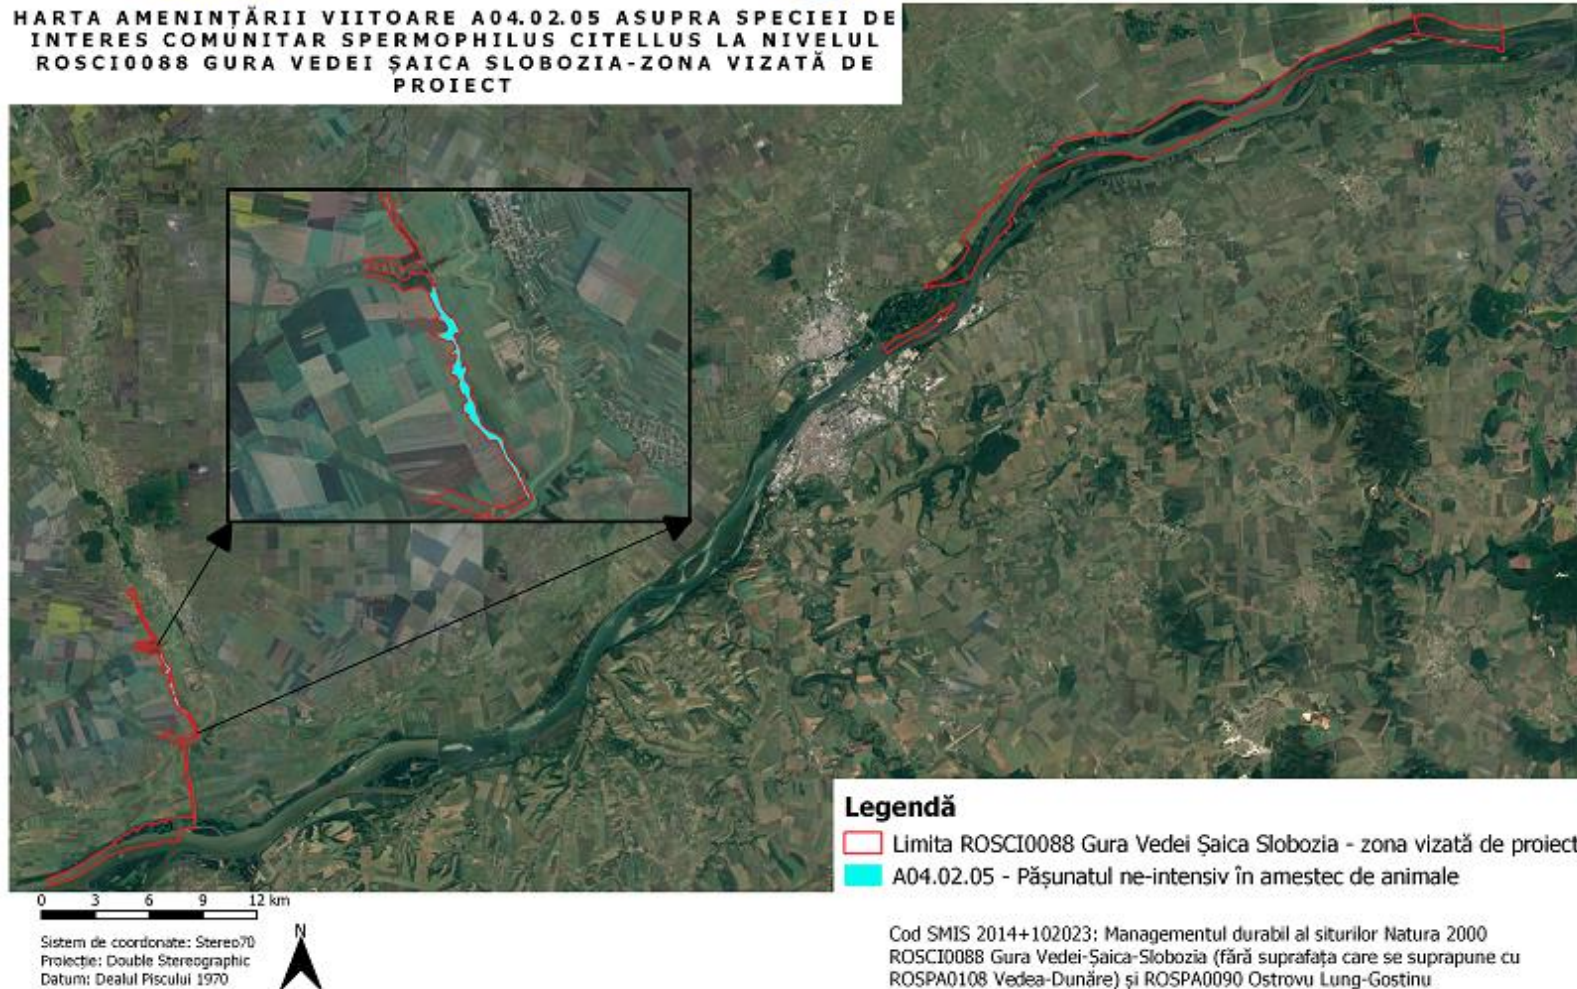 HARTA AMENINȚĂRII VIITOARE A04.02.05 ASUPRA SPECIEI DE
INTERES COMUNITAR SPERMOPHILUS CITELLUS LA NIVELUL
ROSCI0088 GURA VEDEI ȘAICA SLOBOZIA-ZONA VIZATĂ DE
PROIECT
Legendă
Limita ROSCI0088 Gura Vedei Șaica Slobozia - zona vizată de proiect
A04.02.05 - Pășunatul ne-intensiv în amestec de animale
0 3 6 9 12 km
Sistem de coordonate: Stereo70
Proiecție: Double Stereographic
Datum: Dealul Piscului 1970
N
Cod SMIS 2014+102023: Managementul durabil al siturilor Natura 2000
ROSCI0088 Gura Vedei-Șaica-Slobozia (fără suprafața care se suprapune cu
ROSPA0108 Vedea-Dunăre) și ROSPA0090 Ostrovu Lung-Gostinu